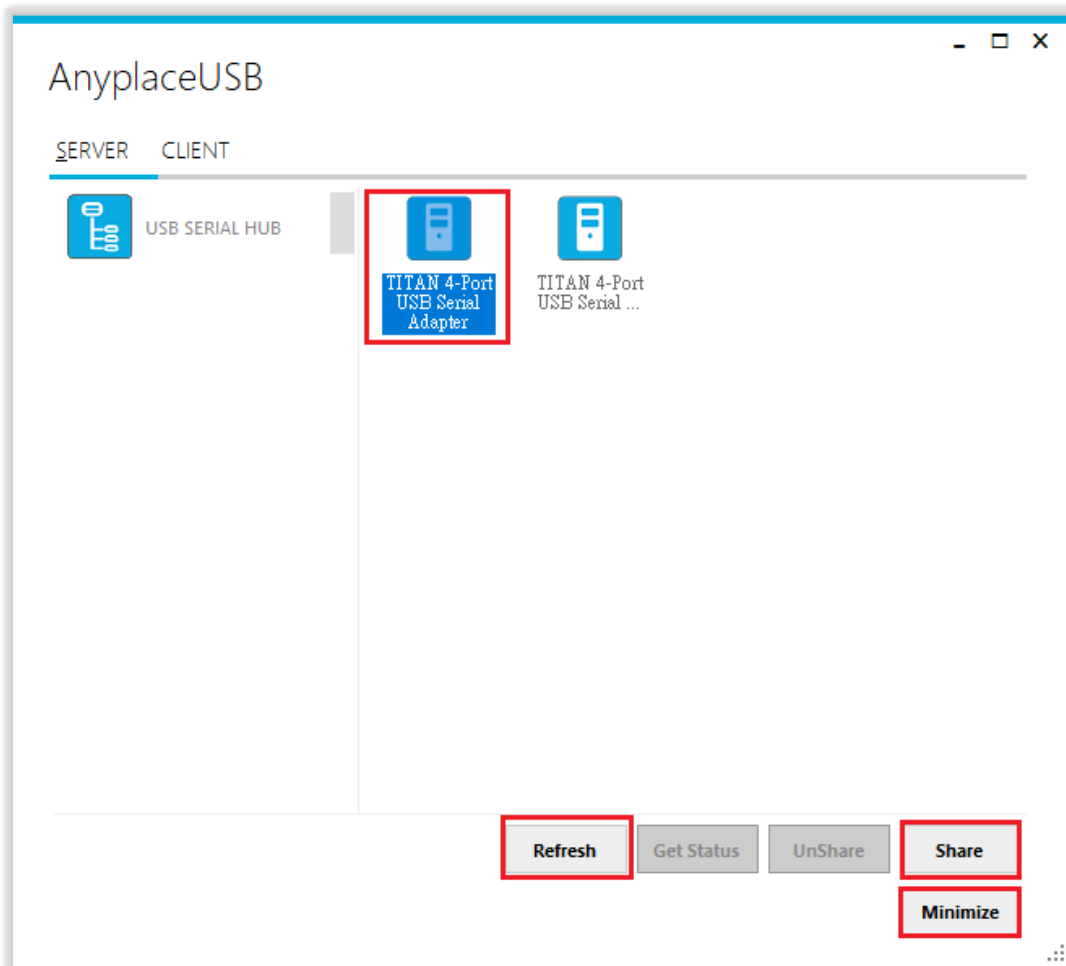 AnyplaceUSB
SERVER CLIENT
USB SERIAL HUB
TITAN 4-Port
USB Serial
Adapter
TITAN 4-Port
USB Serial ...
Refresh Get Status UnShare Share
Minimize